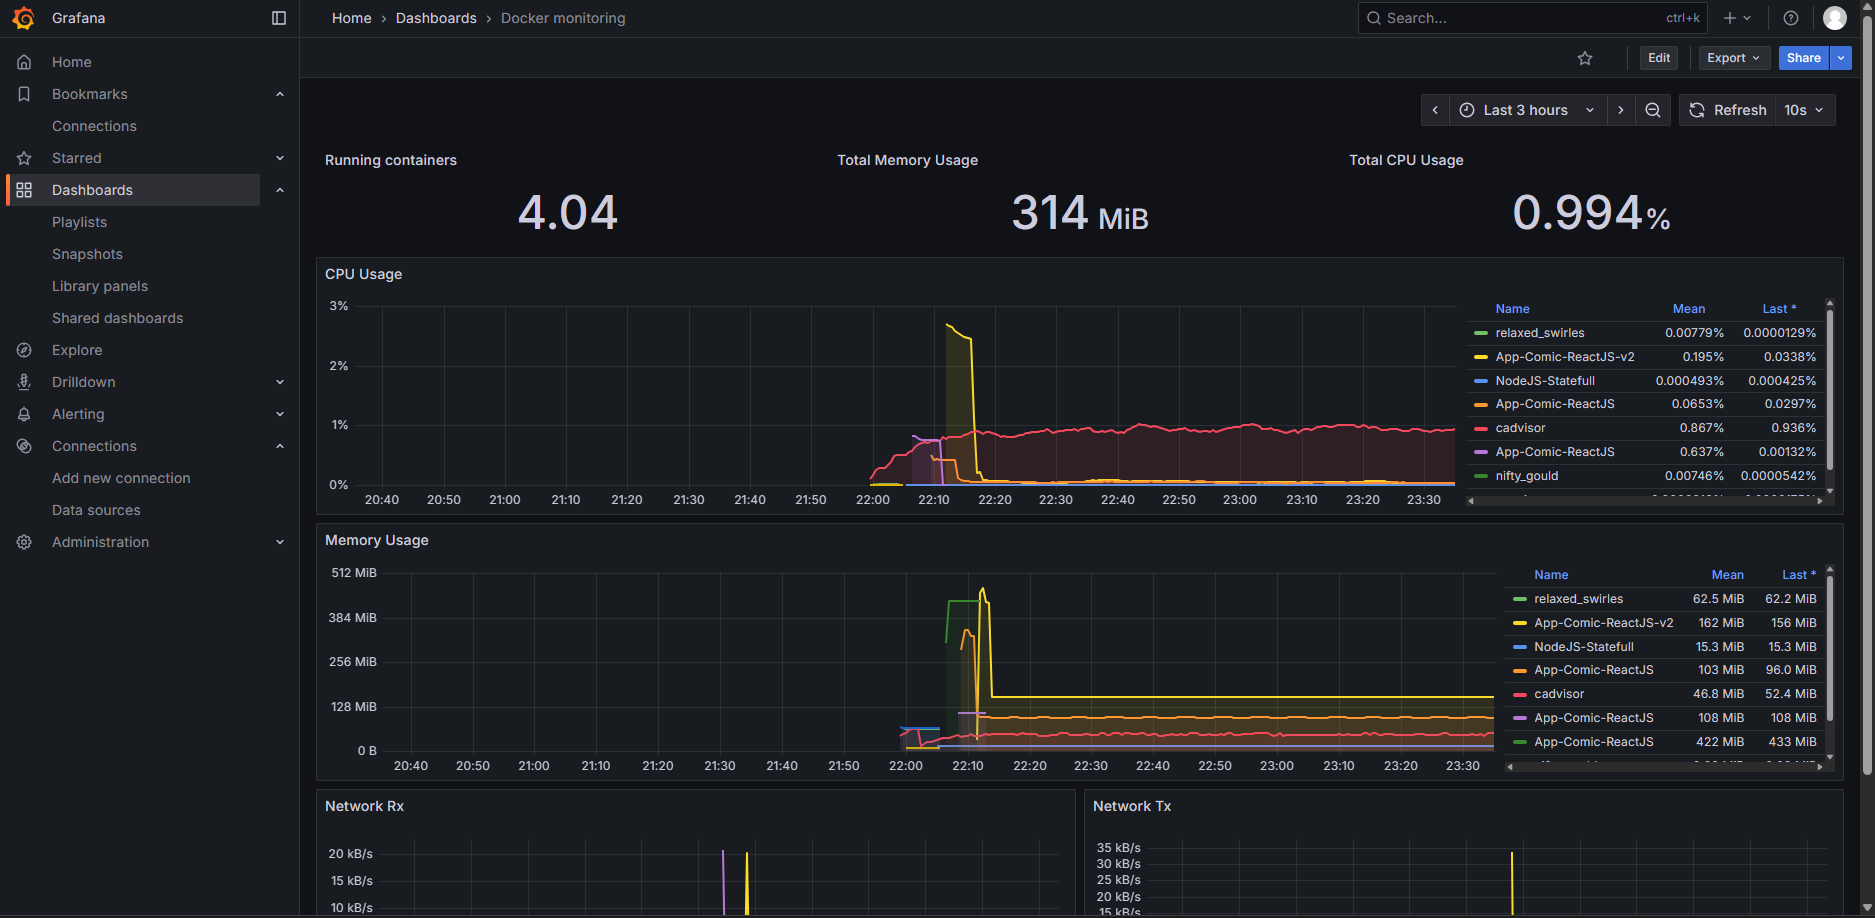 Grafana
Home › Dashboards › Docker monitoring
Search... ctrl+k
Edit
Export
Share
Home
Bookmarks
Connections
Starred
Dashboards
Playlists
Snapshots
Library panels
Shared dashboards
Explore
Drilldown
Alerting
Connections
Add new connection
Data sources
Administration
Last 3 hours
Refresh 10s
Running containers
4.04
Total Memory Usage
314 MiB
Total CPU Usage
0.994%
CPU Usage
3%
2%
1%
0%
20:40 20:50 21:00 21:10 21:20 21:30 21:40 21:50 22:00 22:10 22:20 22:30 22:40 22:50 23:00 23:10 23:20 23:30
Name Mean Last *
relaxed_swirles 0.00779% 0.0000129%
App-Comic-ReactJS-v2 0.195% 0.0338%
NodeJS-Statefull 0.000493% 0.000425%
App-Comic-ReactJS 0.0653% 0.0297%
cadvisor 0.867% 0.936%
App-Comic-ReactJS 0.637% 0.00132%
nifty_gould 0.00746% 0.0000542%
Memory Usage
512 MiB
384 MiB
256 MiB
128 MiB
0 B
20:40 20:50 21:00 21:10 21:20 21:30 21:40 21:50 22:00 22:10 22:20 22:30 22:40 22:50 23:00 23:10 23:20 23:30
Name Mean Last *
relaxed_swirles 62.5 MiB 62.2 MiB
App-Comic-ReactJS-v2 162 MiB 156 MiB
NodeJS-Statefull 15.3 MiB 15.3 MiB
App-Comic-ReactJS 103 MiB 96.0 MiB
cadvisor 46.8 MiB 52.4 MiB
App-Comic-ReactJS 108 MiB 108 MiB
App-Comic-ReactJS 422 MiB 433 MiB
Network Rx
20 kB/s
15 kB/s
10 kB/s
Network Tx
35 kB/s
30 kB/s
25 kB/s
20 kB/s
15 kB/s